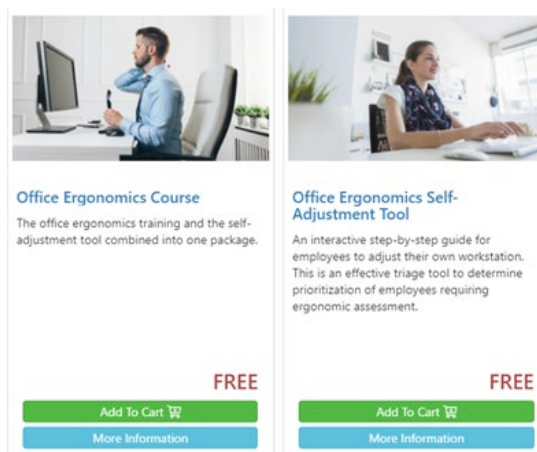 Office Ergonomics Course
The office ergonomics training and the self-
adjustment tool combined into one package.
FREE
Add To Cart
More Information
Office Ergonomics Self-
Adjustment Tool
An interactive step-by-step guide for
employees to adjust their own workstation.
This is an effective triage tool to determine
prioritization of employees requiring
ergonomic assessment.
FREE
Add To Cart
More Information